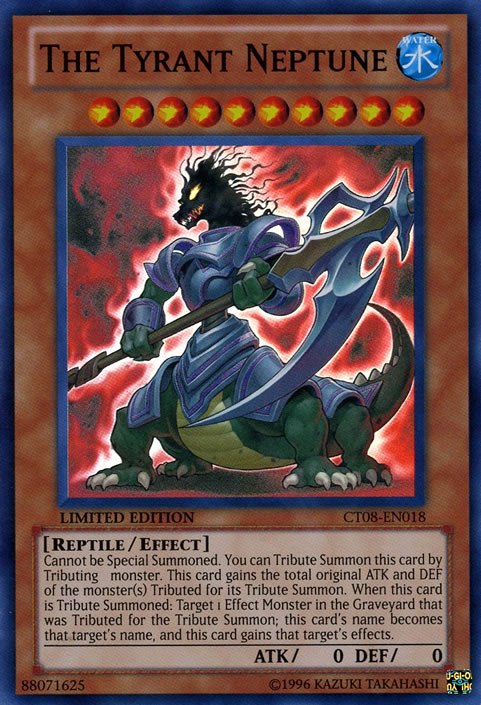 THE TYRANT NEPTUNE
WATER
水
LIMITED EDITION
CT08-EN018
[REPTILE/EFFECT]
Cannot be Special Summoned. You can Tribute Summon this card by
Tributing monster. This card gains the total original ATK and DEF
of the monster(s) Tributed for its Tribute Summon. When this card
is Tribute Summoned: Target 1 Effect Monster in the Graveyard that
was Tributed for the Tribute Summon; this card's name becomes
that target's name, and this card gains that target's effects.
ATK/ 0 DEF/ 0
88071625
©1996 KAZUKI TAKAHASHI